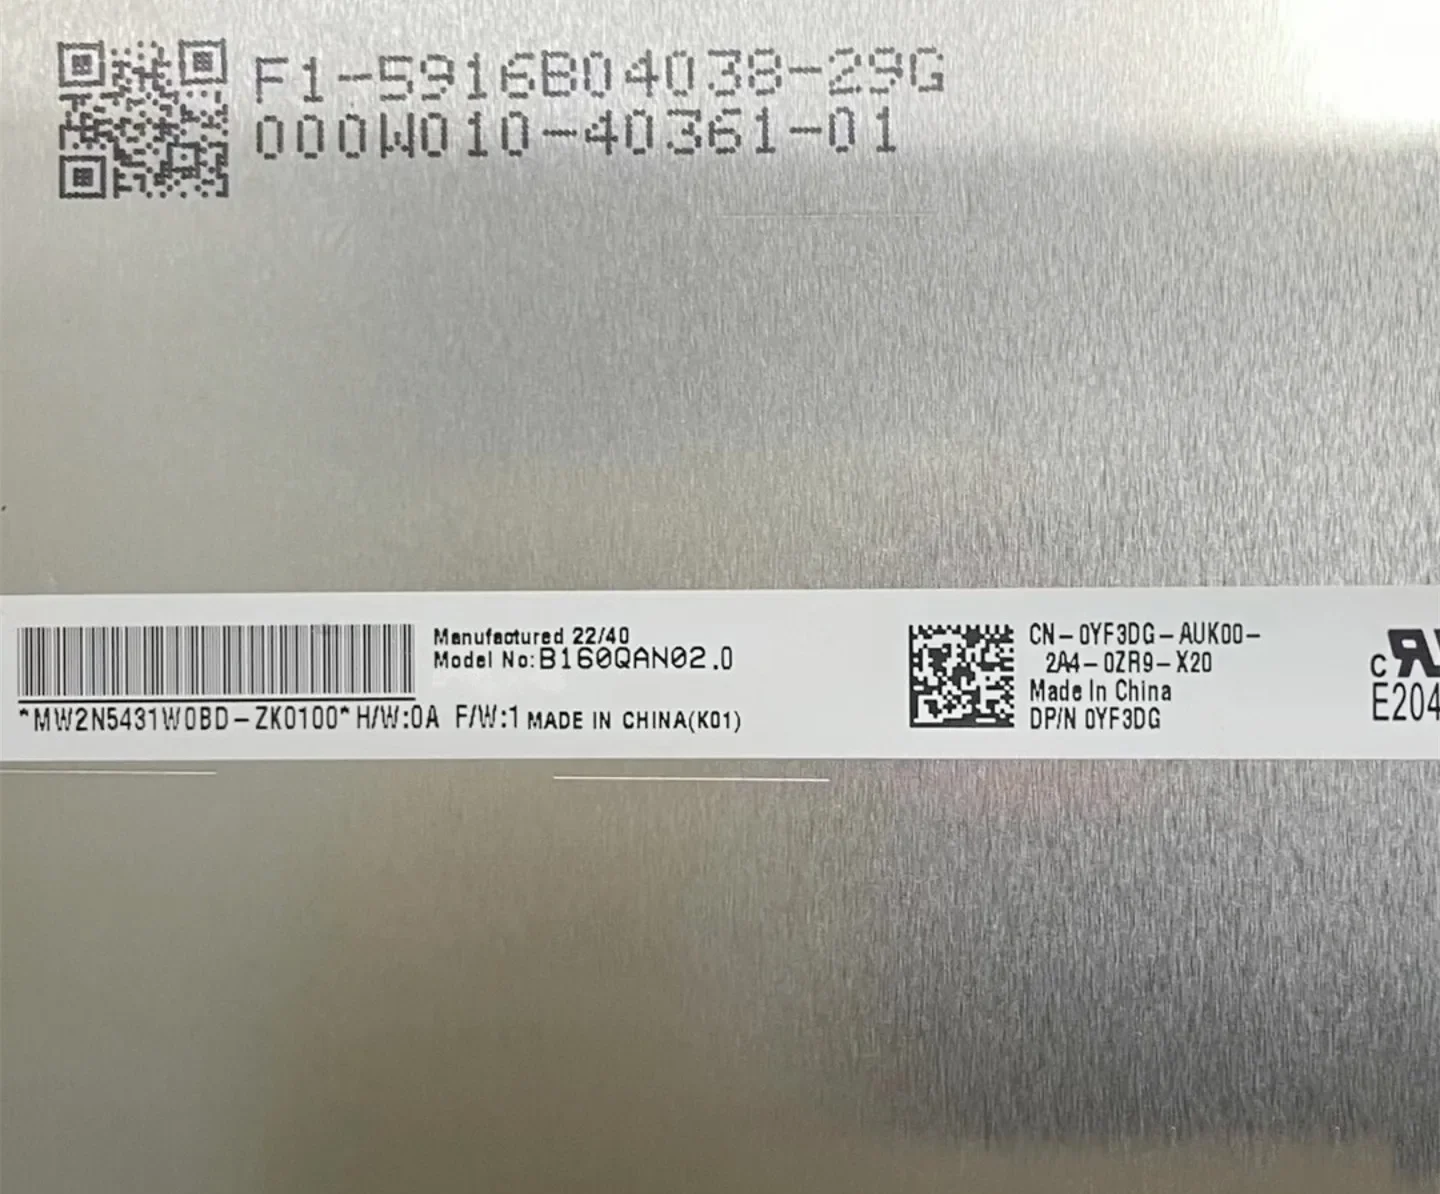 F1-5916B04038-29G
000W010-40361-01
Manufactured 22/40
Model No:B160QAN02.0
*MW2N5431W0BD-ZK0100*H/W:0A F/W:1 MADE IN CHINA(K01)
CN-0YF3DG-AUK00-
2A4-0ZR9-X20
Made In China
DP/N 0YF3DG
c
E204